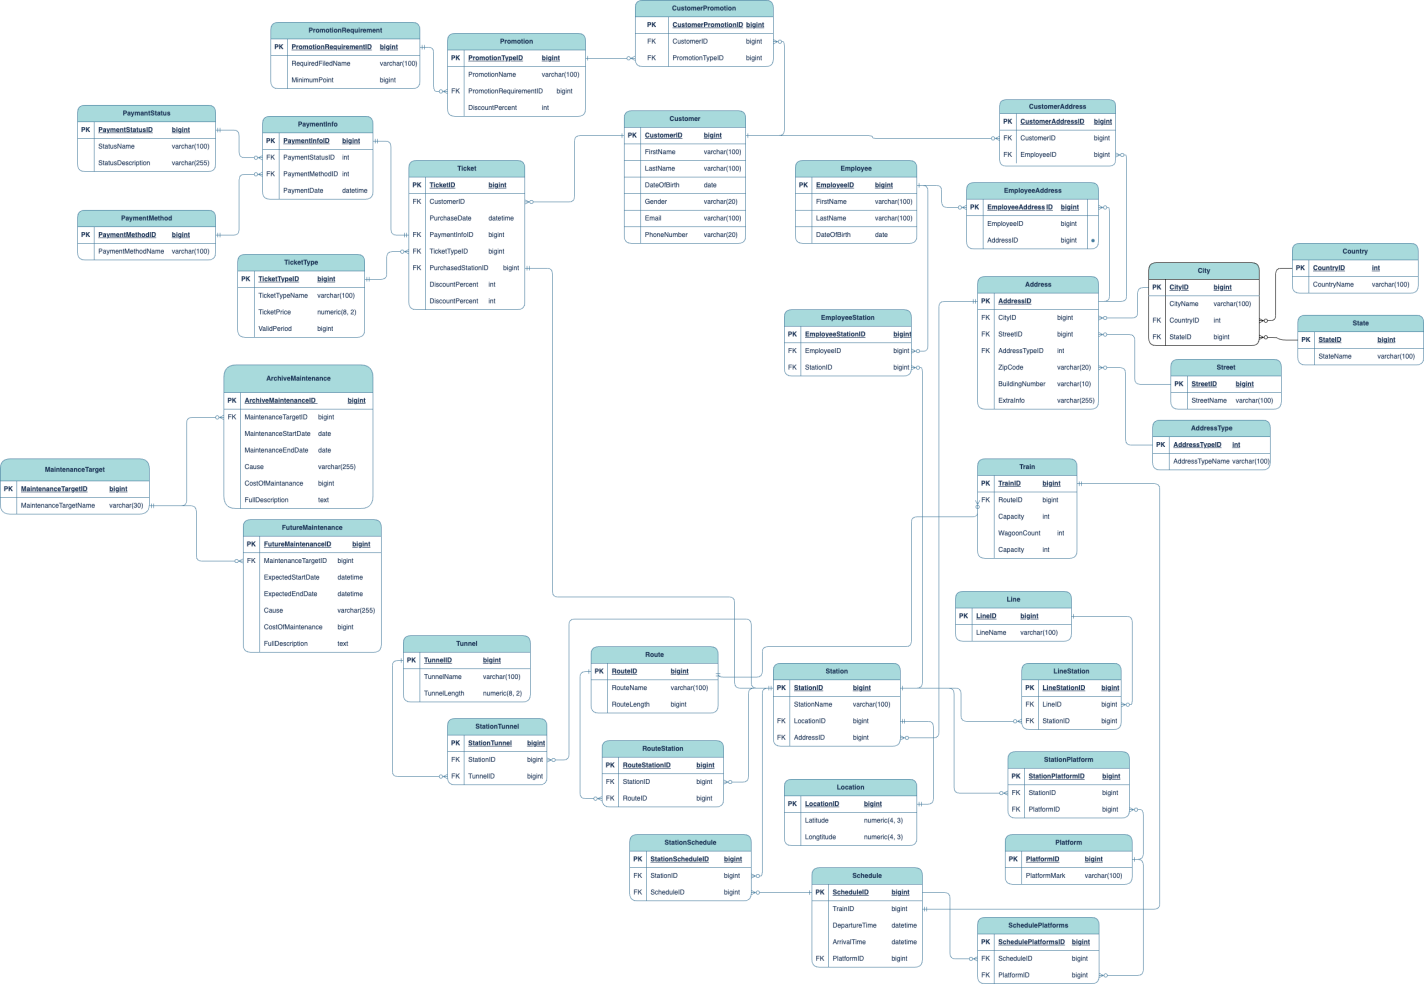 CustomerPromotion
PK CustomerPromotionID bigint
FK CustomerID bigint
FK PromotionTypeID bigint
PromotionRequirement
PK PromotionRequirementID bigint
RequiredFiledName varchar(100)
MinimumPoint bigint
Promotion
PK PromotionTypeID bigint
PromotionName varchar(100)
FK PromotionRequirementID bigint
DiscountPercent int
PaymantStatus
PK PaymentStatusID bigint
StatusName varchar(100)
StatusDescription varchar(255)
PaymentInfo
PK PaymentInfoID bigint
FK PaymentStatusID int
FK PaymentMethodID int
PaymentDate datetime
Customer
PK CustomerID bigint
FirstName varchar(100)
LastName varchar(100)
DateOfBirth date
Gender varchar(20)
Email varchar(100)
PhoneNumber varchar(20)
CustomerAddress
PK CustomerAddressID bigint
FK CustomerID bigint
FK EmployeeID bigint
Ticket
PK TicketID bigint
FK CustomerID
PurchaseDate datetime
FK PaymentInfoID bigint
FK TicketTypeID bigint
FK PurchasedStationID bigint
DiscountPercent int
DiscountPercent int
Employee
PK EmployeeID bigint
FirstName varchar(100)
LastName varchar(100)
DateOfBirth date
EmployeeAddress
PK EmployeeAddressID bigint
EmployeeID bigint
AddressID bigint
PaymentMethod
PK PaymentMethodID bigint
PaymentMethodName varchar(100)
TicketType
PK TicketTypeID bigint
TicketTypeName varchar(100)
TicketPrice numeric(8, 2)
ValidPeriod bigint
Country
PK CountryID int
CountryName varchar(100)
City
PK CityID bigint
CityName varchar(100)
FK CountryID int
FK StateID bigint
Address
PK AddressID
FK CityID bigint
FK StreetID bigint
FK AddressTypeID int
ZipCode varchar(20)
BuildingNumber varchar(10)
ExtraInfo varchar(255)
EmployeeStation
PK EmployeeStationID bigint
FK EmployeeID bigint
FK StationID bigint
State
PK StateID bigint
StateName varchar(100)
Street
PK StreetID bigint
StreetName varchar(100)
ArchiveMaintenance
PK ArchiveMaintenanceID bigint
FK MaintenanceTargetID bigint
MaintenanceStartDate date
MaintenanceEndDate date
Cause varchar(255)
CostOfMaintanance bigint
FullDescription text
AddressType
PK AddressTypeID int
AddressTypeName varchar(100)
MaintenanceTarget
PK MaintenanceTargetID bigint
MaintenanceTargetName varchar(30)
Train
PK TrainID bigint
FK RouteID bigint
Capacity int
WagoonCount int
Capacity int
FutureMaintenance
PK FutureMaintenanceID bigint
FK MaintenanceTargetID bigint
ExpectedStartDate datetime
ExpectedEndDate datetime
Cause varchar(255)
CostOfMaintenance bigint
FullDescription text
Line
PK LineID bigint
LineName varchar(100)
Tunnel
PK TunnelID bigint
TunnelName varchar(100)
TunnelLength numeric(8, 2)
Route
PK RouteID bigint
RouteName varchar(100)
RouteLength bigint
Station
PK StationID bigint
StationName varchar(100)
FK LocationID bigint
FK AddressID bigint
LineStation
PK LineStationID bigint
FK LineID bigint
FK StationID bigint
StationTunnel
PK StationTunnel bigint
FK StationID bigint
FK TunnelID bigint
RouteStation
PK RouteStationID bigint
FK StationID bigint
FK RouteID bigint
StationPlatform
PK StationPlatformID bigint
FK StationID bigint
FK PlatformID bigint
Location
PK LocationID bigint
Latitude numeric(4, 3)
Longtitude numeric(4, 3)
StationSchedule
PK StationScheduleID bigint
FK StationID bigint
FK ScheduleID bigint
Platform
PK PlatformID bigint
PlatformMark varchar(100)
Schedule
PK ScheduleID bigint
TrainID bigint
DepartureTime datetime
ArrivalTime datetime
FK PlatformID bigint
SchedulePlatforms
PK SchedulePlatformsID bigint
FK ScheduleID bigint
FK PlatformID bigint